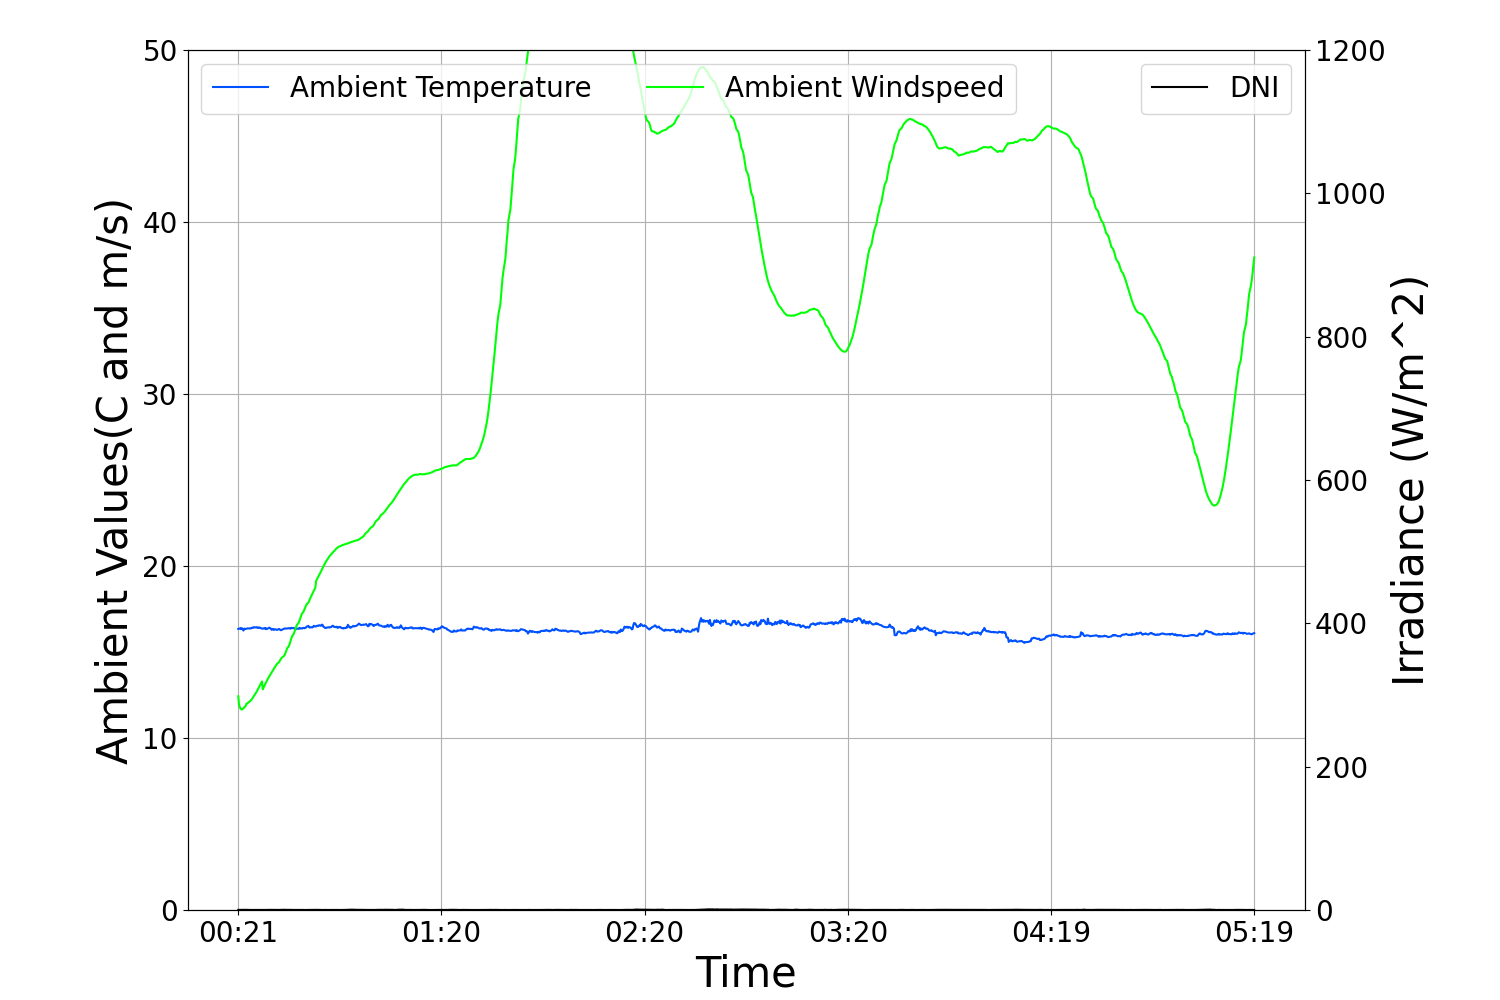 Ambient Temperature Ambient Windspeed DNI
Ambient Values(C and m/s)
50
40
30
20
10
0
1200
1000
800
600
400
200
0
Irradiance (W/m^2)
00:21 01:20 02:20 03:20 04:19 05:19
Time